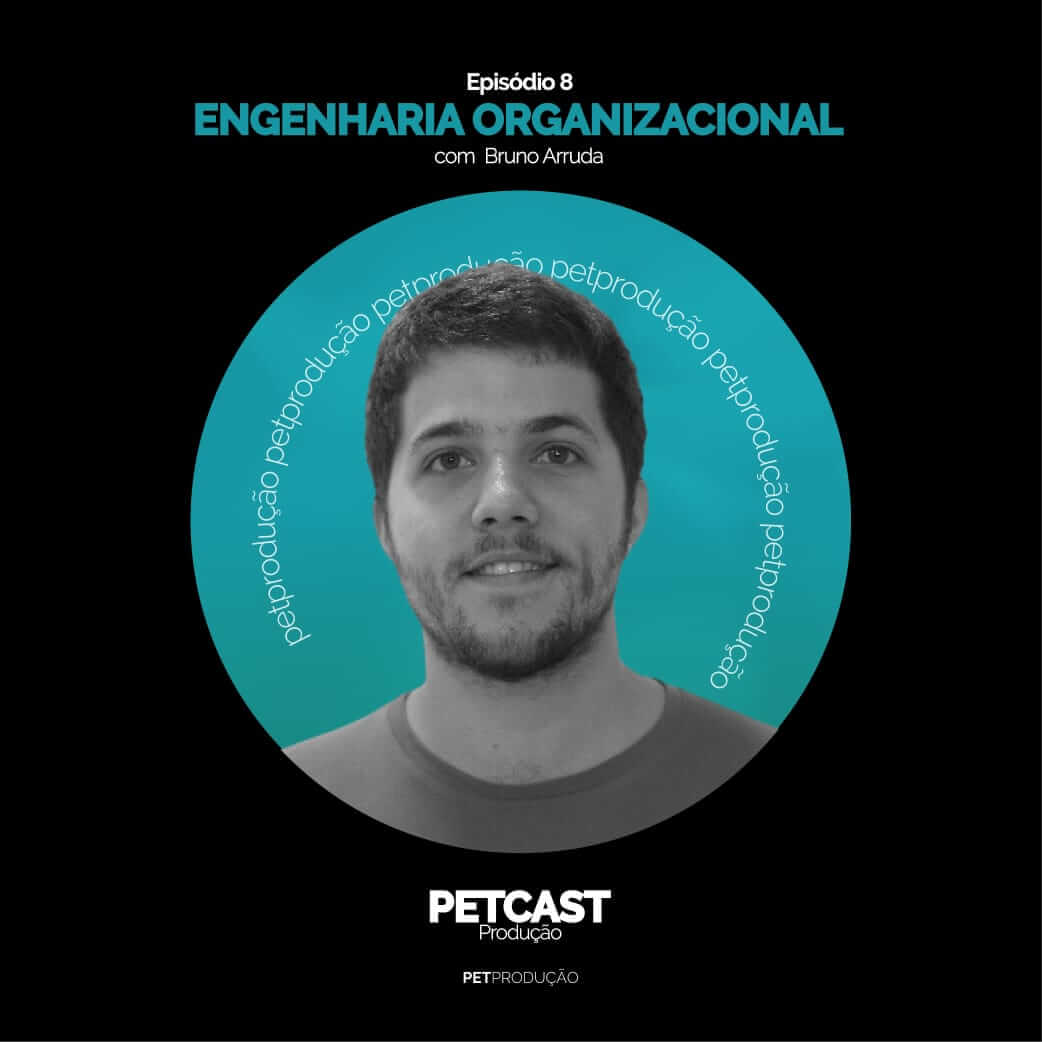 Episódio 8
ENGENHARIA ORGANIZACIONAL
com Bruno Arruda
petprodução petprodução petprodução petprodução petprodução petprodução
PETCAST
Produção
PETPRODUÇÃO